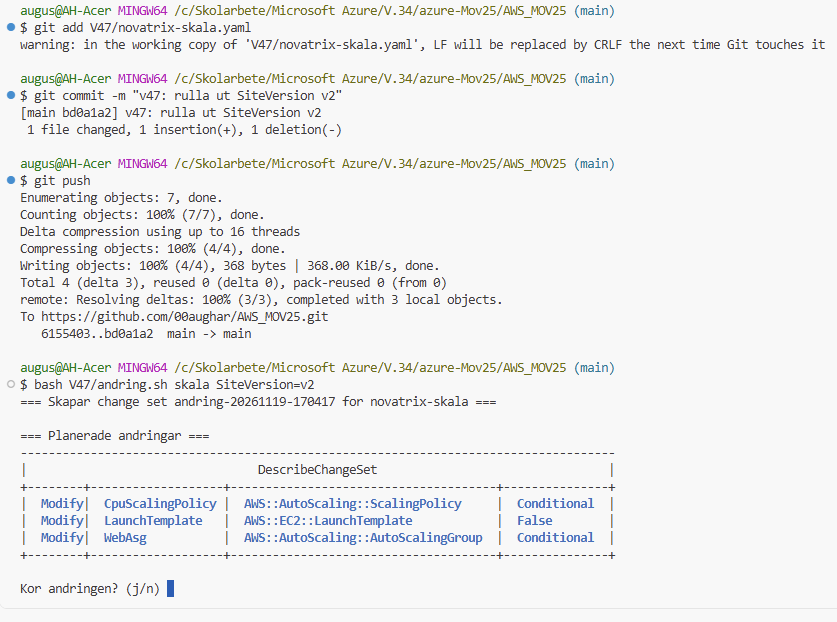 augus@AH-Acer MINGW64 /c/Skolarbete/Microsoft Azure/V.34/azure-Mov25/AWS_MOV25 (main)
$ git add V47/novatrix-skala.yaml
warning: in the working copy of 'V47/novatrix-skala.yaml', LF will be replaced by CRLF the next time Git touches it
augus@AH-Acer MINGW64 /c/Skolarbete/Microsoft Azure/V.34/azure-Mov25/AWS_MOV25 (main)
$ git commit -m "v47: rulla ut SiteVersion v2"
[main bd0a1a2] v47: rulla ut SiteVersion v2
 1 file changed, 1 insertion(+), 1 deletion(-)
augus@AH-Acer MINGW64 /c/Skolarbete/Microsoft Azure/V.34/azure-Mov25/AWS_MOV25 (main)
$ git push
Enumerating objects: 7, done.
Counting objects: 100% (7/7), done.
Delta compression using up to 16 threads
Compressing objects: 100% (4/4), done.
Writing objects: 100% (4/4), 368 bytes | 368.00 KiB/s, done.
Total 4 (delta 3), reused 0 (delta 0), pack-reused 0 (from 0)
remote: Resolving deltas: 100% (3/3), completed with 3 local objects.
To https://github.com/00aughar/AWS_MOV25.git
   6155403..bd0a1a2  main -> main
augus@AH-Acer MINGW64 /c/Skolarbete/Microsoft Azure/V.34/azure-Mov25/AWS_MOV25 (main)
$ bash V47/andring.sh skala SiteVersion=v2
=== Skapar change set andring-20261119-170417 for novatrix-skala ===
=== Planerade andringar ===
-------------------------------------------------------------------------------------
|                                 DescribeChangeSet                                 |
+--------+--------------------+--------------------------------------+---------------+
|  Modify|  CpuScalingPolicy  |  AWS::AutoScaling::ScalingPolicy     |  Conditional  |
|  Modify|  LaunchTemplate    |  AWS::EC2::LaunchTemplate            |  False        |
|  Modify|  WebAsg            |  AWS::AutoScaling::AutoScalingGroup  |  Conditional  |
+--------+--------------------+--------------------------------------+---------------+
Kor andringen? (j/n)